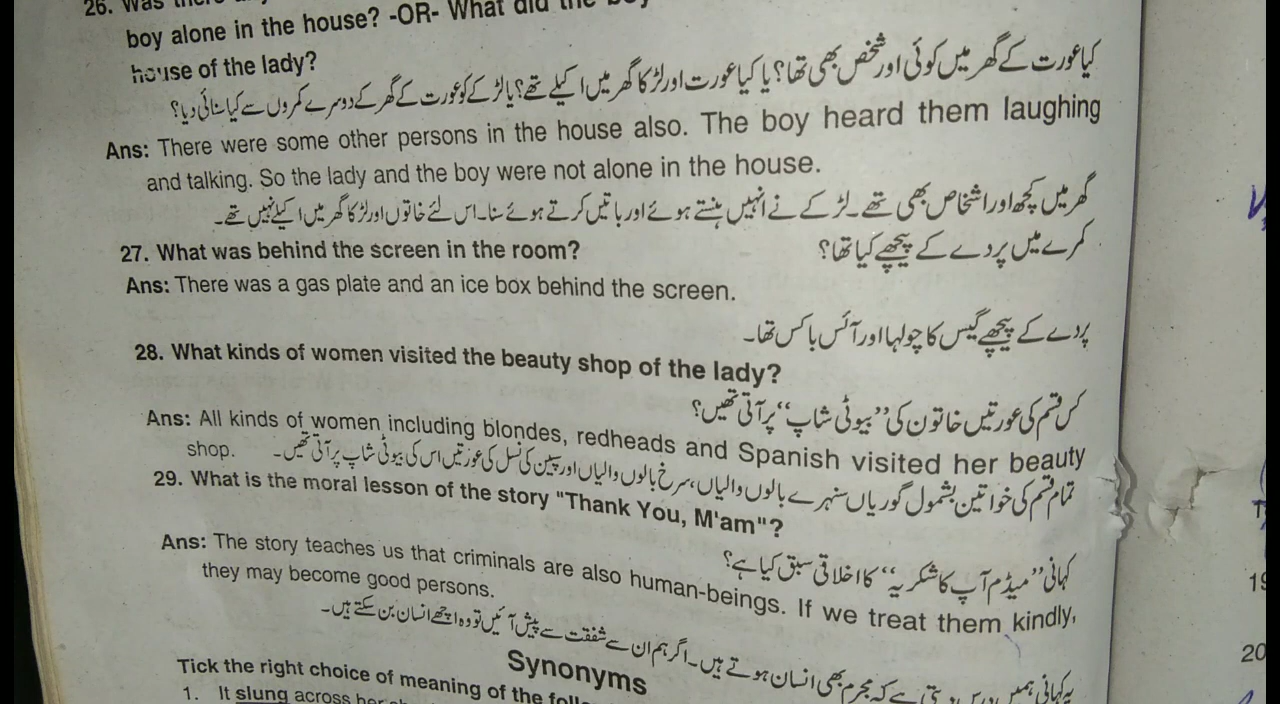 26. Was
boy alone in the house? -OR- What did the boy
house of the lady?
کیا عورت کے گھر میں کوئی اور شخص بھی تھا؟ یا کیا عورت اور لڑکا گھر میں اکیلے تھے؟ یا لڑکے کو عورت کے گھر کے دوسرے کمروں سے کیا سنائی دیا؟
Ans: There were some other persons in the house also. The boy heard them laughing
and talking. So the lady and the boy were not alone in the house.
گھر میں کچھ اور اشخاص بھی تھے۔ لڑکے نے انہیں ہنستے ہوئے اور باتیں کرتے ہوئے سنا۔ اس لئے خاتون اور لڑکا گھر میں اکیلے نہیں تھے۔
27. What was behind the screen in the room? کمرے میں پردے کے پیچھے کیا تھا؟
Ans: There was a gas plate and an ice box behind the screen.
پردے کے پیچھے گیس کا چولہا اور آئس باکس تھا۔
28. What kinds of women visited the beauty shop of the lady?
کس قسم کی عورتیں خاتون کی ”بیوٹی شاپ“ پر آتی تھیں؟
Ans: All kinds of women including blondes, redheads and Spanish visited her beauty
shop. تمام قسم کی خواتین بشمول گوریاں سنہرے بالوں والیاں، سرخ بالوں والیاں اور سپین کی نسل کی عورتیں اس کی بیوٹی شاپ پر آتی تھیں۔
29. What is the moral lesson of the story "Thank You, M'am"?
کہانی ”میڈم آپ کا شکریہ“ کا اخلاقی سبق کیا ہے؟
Ans: The story teaches us that criminals are also human-beings. If we treat them kindly,
they may become good persons.
یہ کہانی ہمیں درس دیتی ہے کہ مجرم بھی انسان ہوتے ہیں۔ اگر ہم ان سے شفقت سے پیش آئیں تو وہ اچھے انسان بن سکتے ہیں۔
Synonyms
Tick the right choice of meaning of the
1. It slung across her
20